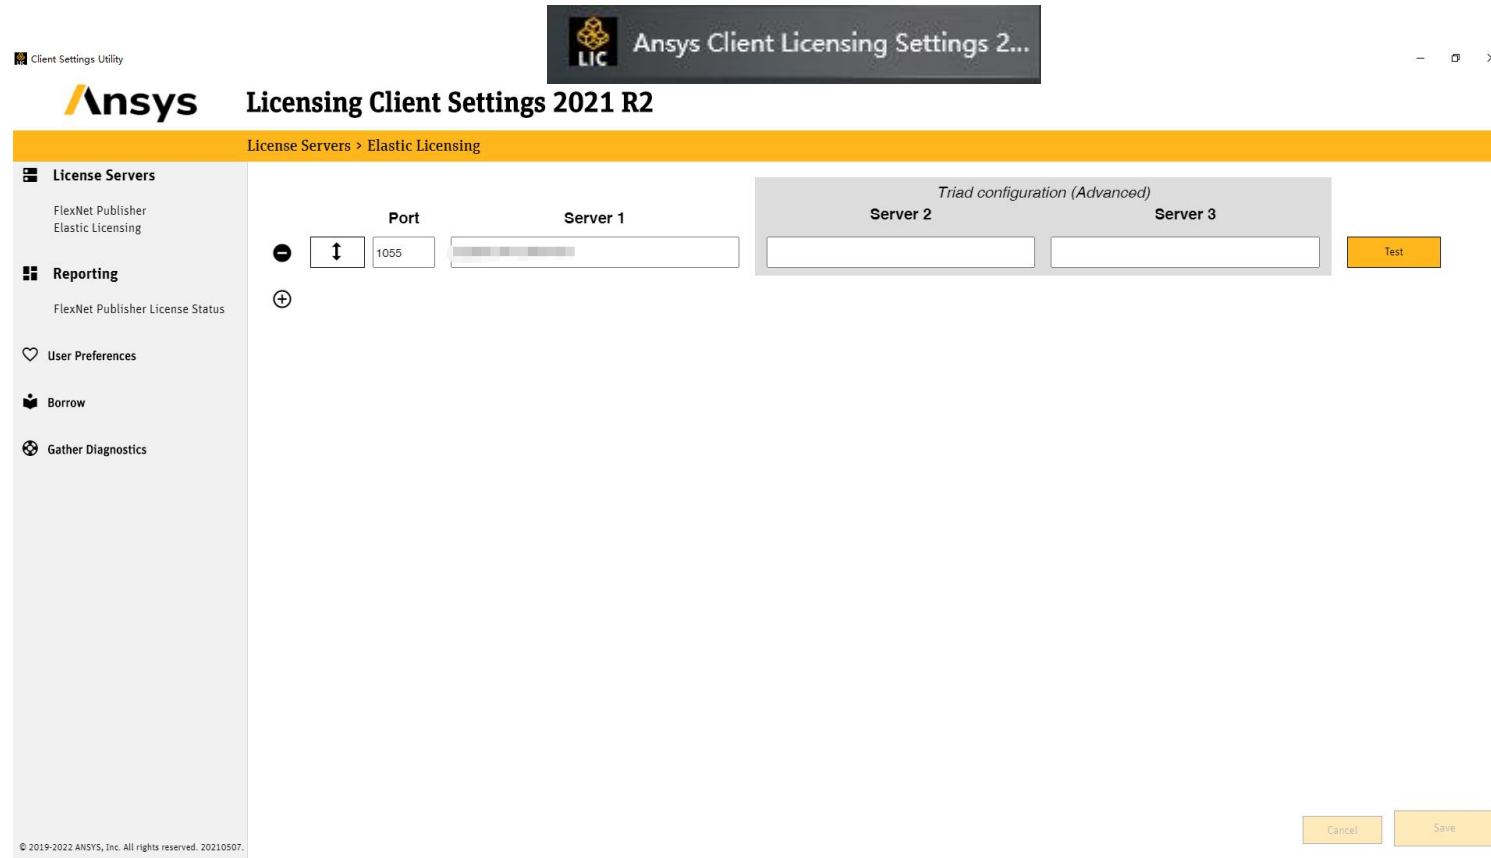 LIC
Ansys Client Licensing Settings 2...
Client Settings Utility
Ansys
Licensing Client Settings 2021 R2
License Servers > Elastic Licensing
License Servers
FlexNet Publisher
Elastic Licensing
Reporting
FlexNet Publisher License Status
User Preferences
Borrow
Gather Diagnostics
Triad configuration (Advanced)
Port
Server 1
Server 2
Server 3
1055
Test
Cancel
Save
© 2019-2022 ANSYS, Inc. All rights reserved. 20210507.